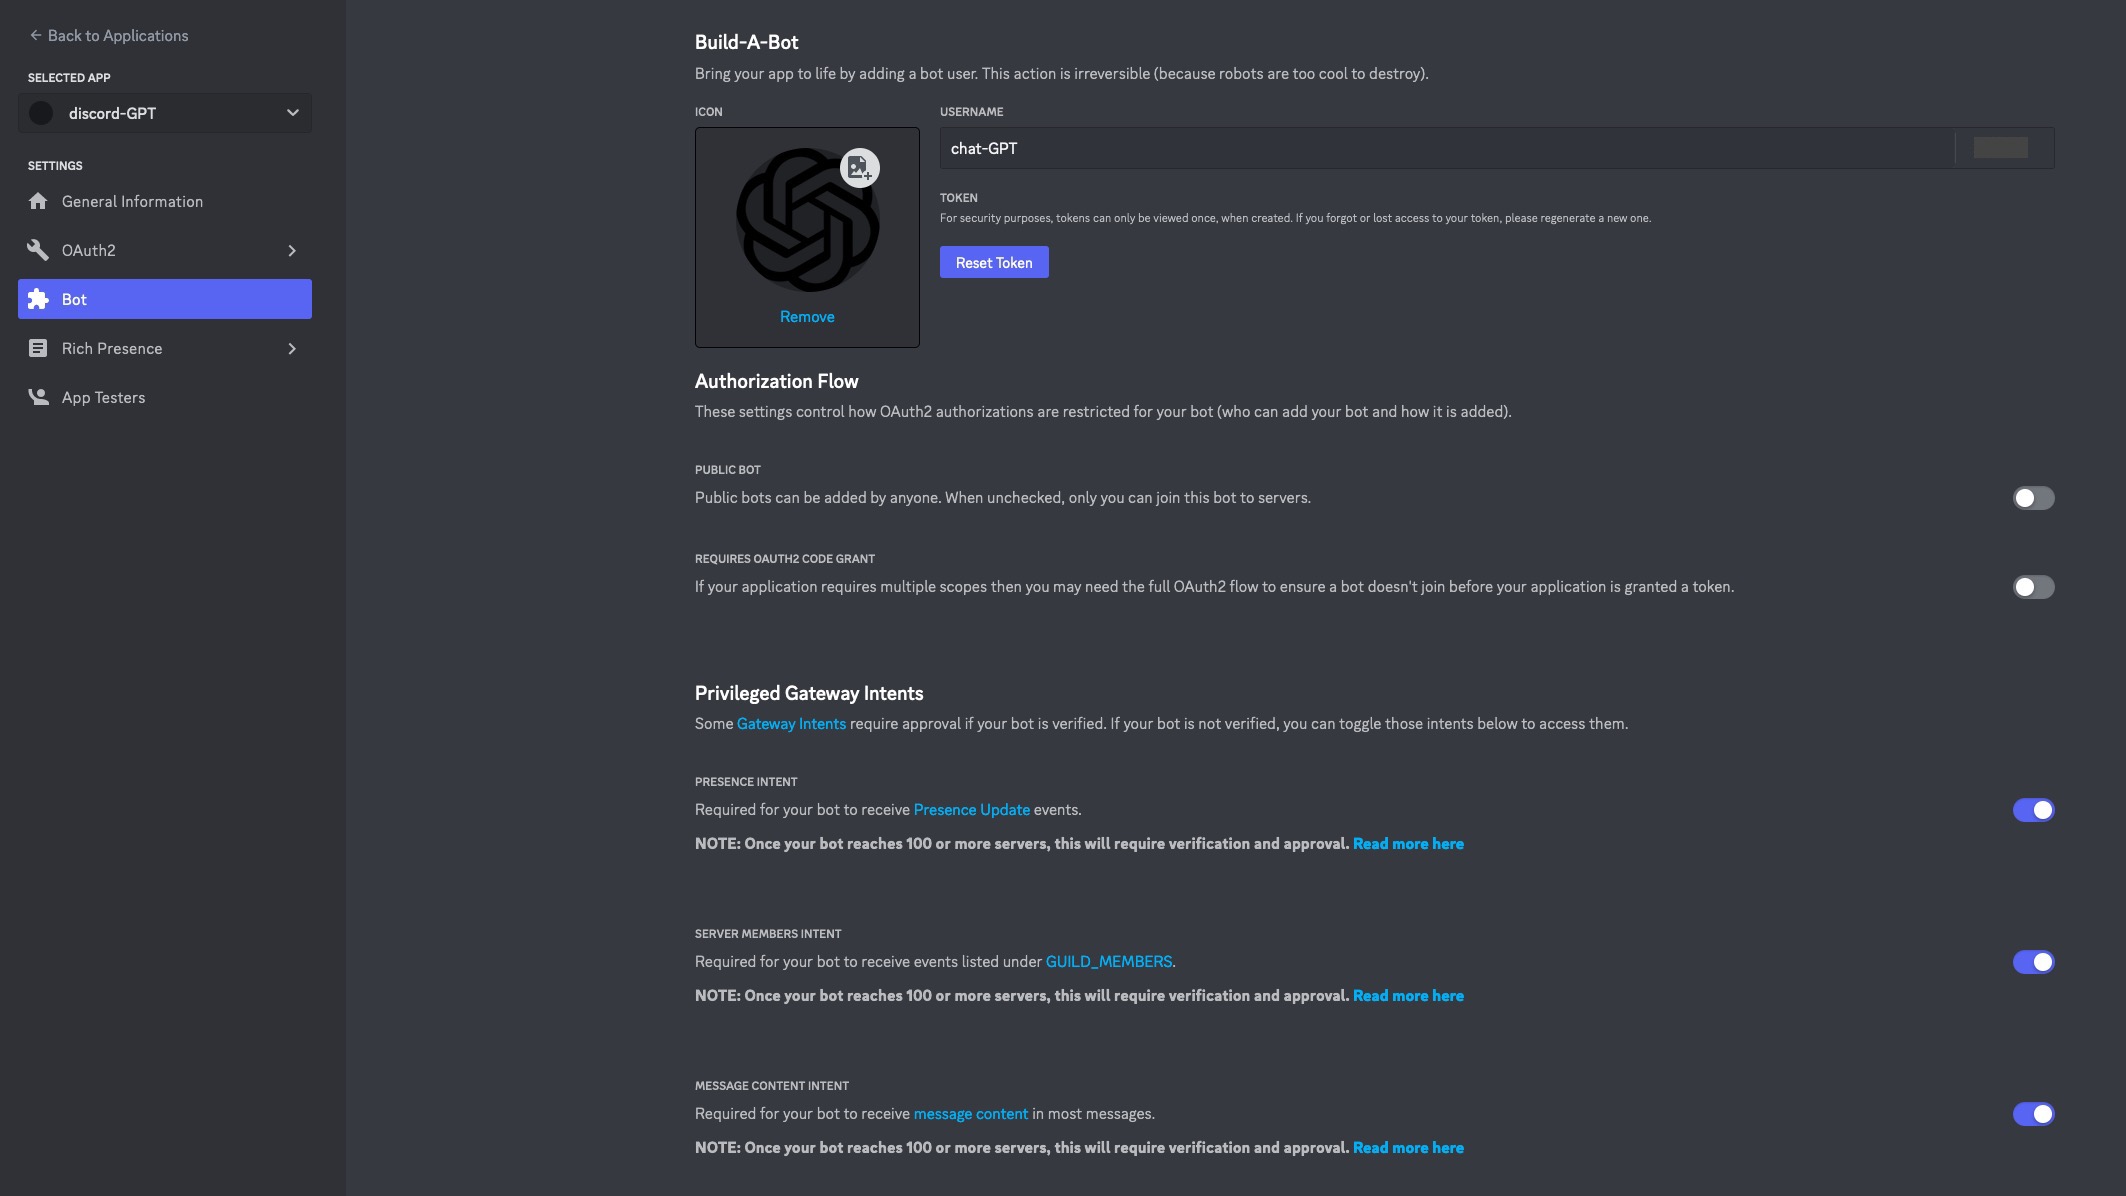 Back to Applications
SELECTED APP
discord-GPT
SETTINGS
General Information
OAuth2
Bot
Rich Presence
App Testers
Build-A-Bot
Bring your app to life by adding a bot user. This action is irreversible (because robots are too cool to destroy).
ICON
Remove
USERNAME
chat-GPT
TOKEN
For security purposes, tokens can only be viewed once, when created. If you forgot or lost access to your token, please regenerate a new one.
Reset Token
Authorization Flow
These settings control how OAuth2 authorizations are restricted for your bot (who can add your bot and how it is added).
PUBLIC BOT
Public bots can be added by anyone. When unchecked, only you can join this bot to servers.
REQUIRES OAUTH2 CODE GRANT
If your application requires multiple scopes then you may need the full OAuth2 flow to ensure a bot doesn't join before your application is granted a token.
Privileged Gateway Intents
Some Gateway Intents require approval if your bot is verified. If your bot is not verified, you can toggle those intents below to access them.
PRESENCE INTENT
Required for your bot to receive Presence Update events.
NOTE: Once your bot reaches 100 or more servers, this will require verification and approval. Read more here
SERVER MEMBERS INTENT
Required for your bot to receive events listed under GUILD_MEMBERS.
NOTE: Once your bot reaches 100 or more servers, this will require verification and approval. Read more here
MESSAGE CONTENT INTENT
Required for your bot to receive message content in most messages.
NOTE: Once your bot reaches 100 or more servers, this will require verification and approval. Read more here